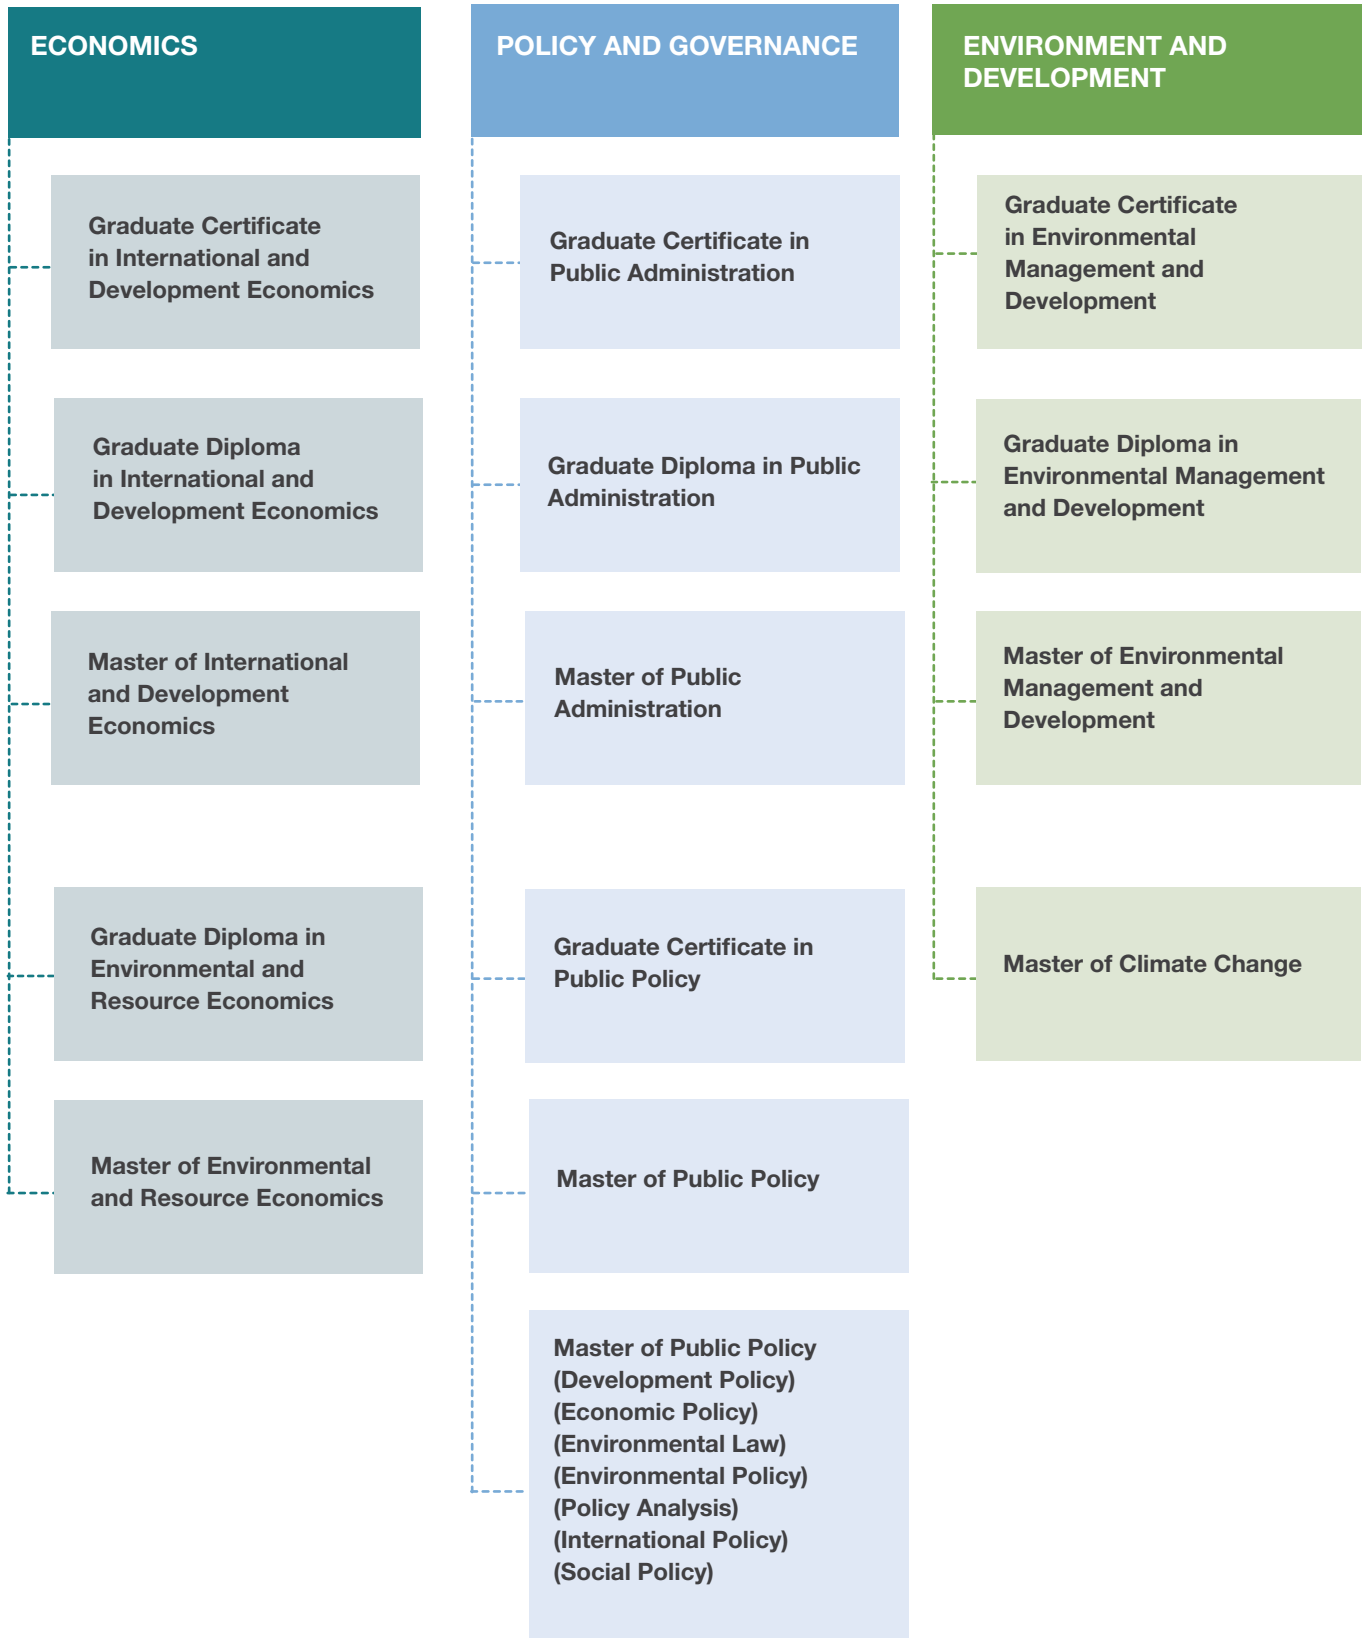 ECONOMICS
Graduate Certificate
in International and
Development Economics
Graduate Diploma
in International and
Development Economics
Master of International
and Development
Economics
Graduate Diploma in
Environmental and
Resource Economics
Master of Environmental
and Resource Economics
POLICY AND GOVERNANCE
Graduate Certificate in
Public Administration
Graduate Diploma in Public
Administration
Master of Public
Administration
Graduate Certificate in
Public Policy
Master of Public Policy
Master of Public Policy
(Development Policy)
(Economic Policy)
(Environmental Law)
(Environmental Policy)
(Policy Analysis)
(International Policy)
(Social Policy)
ENVIRONMENT AND
DEVELOPMENT
Graduate Certificate
in Environmental
Management and
Development
Graduate Diploma in
Environmental Management
and Development
Master of Environmental
Management and
Development
Master of Climate Change